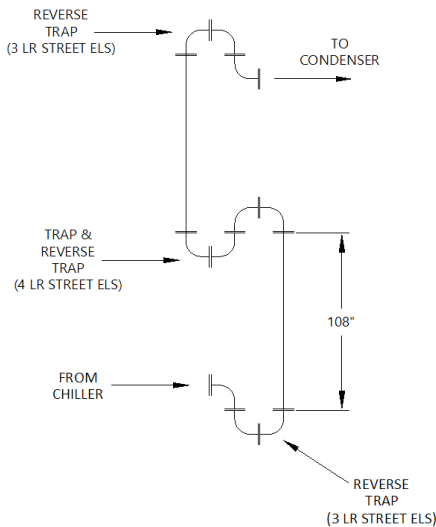 REVERSE
TRAP
(3 LR STREET ELS)
TO
CONDENSER
TRAP &
REVERSE
TRAP
(4 LR STREET ELS)
108"
FROM
CHILLER
REVERSE
TRAP
(3 LR STREET ELS)